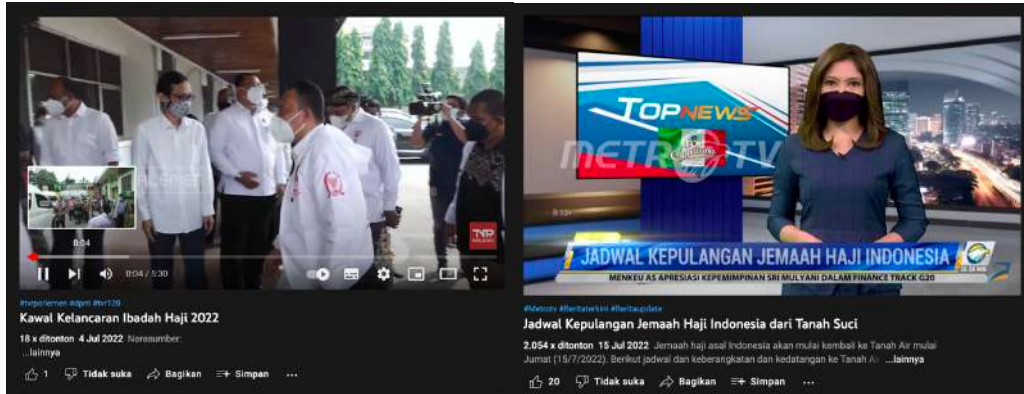 0:04
0:04 / 5:30
#tvrparlemen #dpri #tvr120
Kawal Kelancaran Ibadah Haji 2022
18 x ditonton 4 Jul 2022 Narasumber:
...lainnya
1 Tidak suka Bagikan Simpan ...
TOPNEWS
METRO TV
JADWAL KEPULANGAN JEMAAH HAJI INDONESIA
MENKEU AS APRESIASI KEPEMIMPINAN SRI MULYANI DALAM FINANCE TRACK G20
#Metrotv #Beritaterkini #Beritaupdate
Jadwal Kepulangan Jemaah Haji Indonesia dari Tanah Suci
2.054 x ditonton 15 Jul 2022 Jemaah haji asal Indonesia akan mulai kembali ke Tanah Air mulai
Jumat (15/7/2022). Berikut jadwal dan keberangkatan dan kedatangan ke Tanah ...lainnya
20 Tidak suka Bagikan Simpan ...